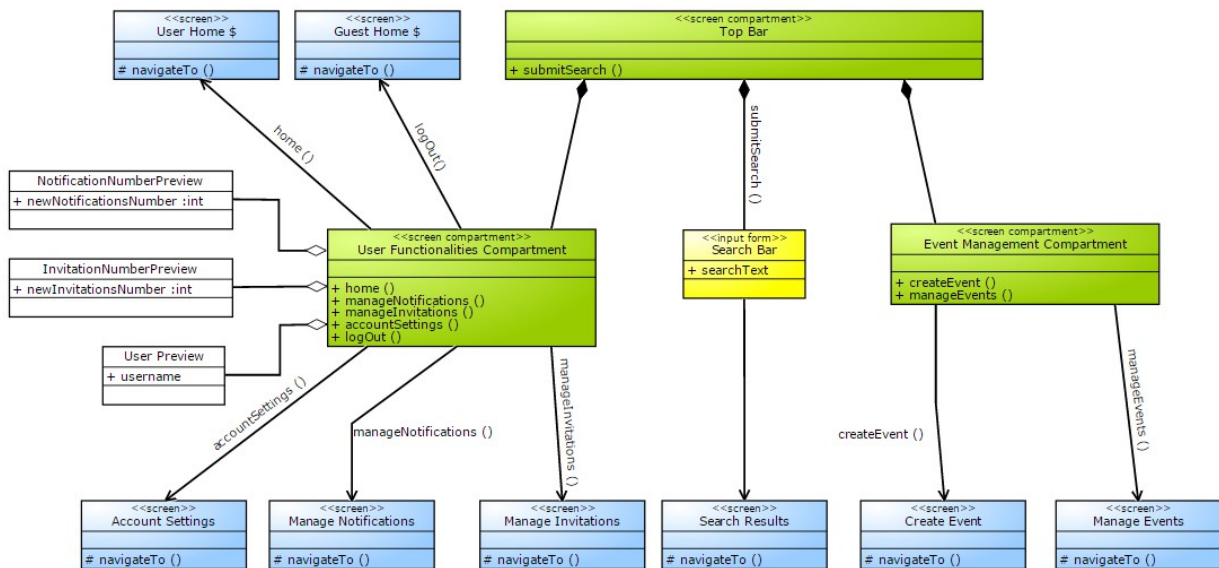 <<screen>>
User Home $
# navigateTo ()
<<screen>>
Guest Home $
# navigateTo ()
<<screen compartment>>
Top Bar
+ submitSearch ()
home ()
logOut()
submitSearch ()
NotificationNumberPreview
+ newNotificationsNumber :int
InvitationNumberPreview
+ newInvitationsNumber :int
User Preview
+ username
<<screen compartment>>
User Functionalities Compartment
+ home ()
+ manageNotifications ()
+ manageInvitations ()
+ accountSettings ()
+ logOut ()
<<input form>>
Search Bar
+ searchText
<<screen compartment>>
Event Management Compartment
+ createEvent ()
+ manageEvents ()
accountSettings ()
manageNotifications ()
manageInvitations ()
createEvent ()
manageEvents ()
<<screen>>
Account Settings
# navigateTo ()
<<screen>>
Manage Notifications
# navigateTo ()
<<screen>>
Manage Invitations
# navigateTo ()
<<screen>>
Search Results
# navigateTo ()
<<screen>>
Create Event
# navigateTo ()
<<screen>>
Manage Events
# navigateTo ()